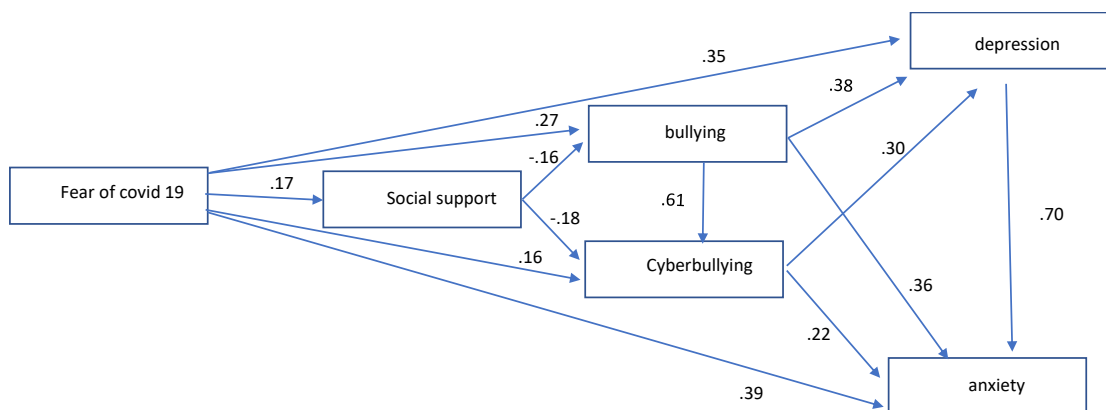 depression
.35
.38
.27
bullying
-.16
.30
Fear of covid 19
.17
Social support
.61
-.18
.70
.16
Cyberbullying
.36
.22
.39
anxiety